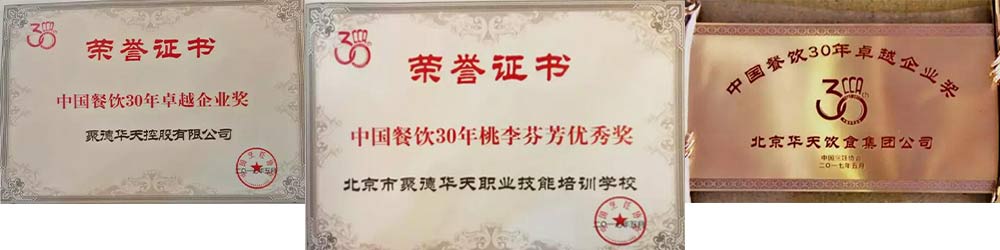 荣誉证书
中国餐饮30年卓越企业奖
聚德华天控股有限公司
荣誉证书
中国餐饮30年桃李芬芳优秀奖
北京市聚德华天职业技能培训学校
中国餐饮30年卓越企业奖
30
CCA
th
北京华天饮食集团公司
二〇一七年五月